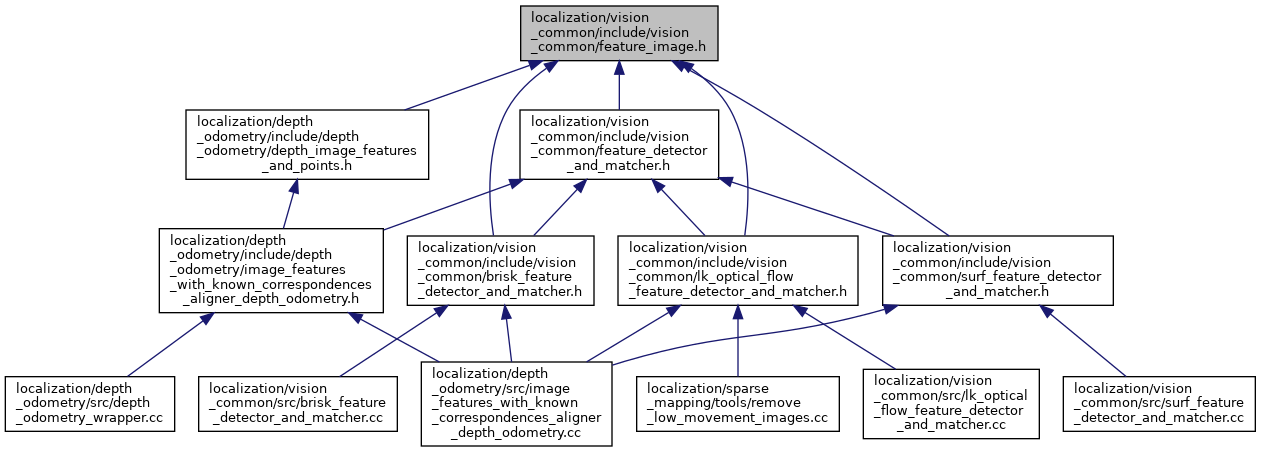 localization/vision
_common/include/vision
_common/feature_image.h
localization/depth
_odometry/include/depth
_odometry/depth_image_features
_and_points.h
localization/vision
_common/include/vision
_common/feature_detector
_and_matcher.h
localization/depth
_odometry/include/depth
_odometry/image_features
_with_known_correspondences
_aligner_depth_odometry.h
localization/vision
_common/include/vision
_common/brisk_feature
_detector_and_matcher.h
localization/vision
_common/include/vision
_common/lk_optical_flow
_feature_detector_and_matcher.h
localization/vision
_common/include/vision
_common/surf_feature_detector
_and_matcher.h
localization/depth
_odometry/src/depth
_odometry_wrapper.cc
localization/vision
_common/src/brisk_feature
_detector_and_matcher.cc
localization/depth
_odometry/src/image
_features_with_known
_correspondences_aligner
_depth_odometry.cc
localization/sparse
_mapping/tools/remove
_low_movement_images.cc
localization/vision
_common/src/lk_optical
_flow_feature_detector
_and_matcher.cc
localization/vision
_common/src/surf_feature
_detector_and_matcher.cc